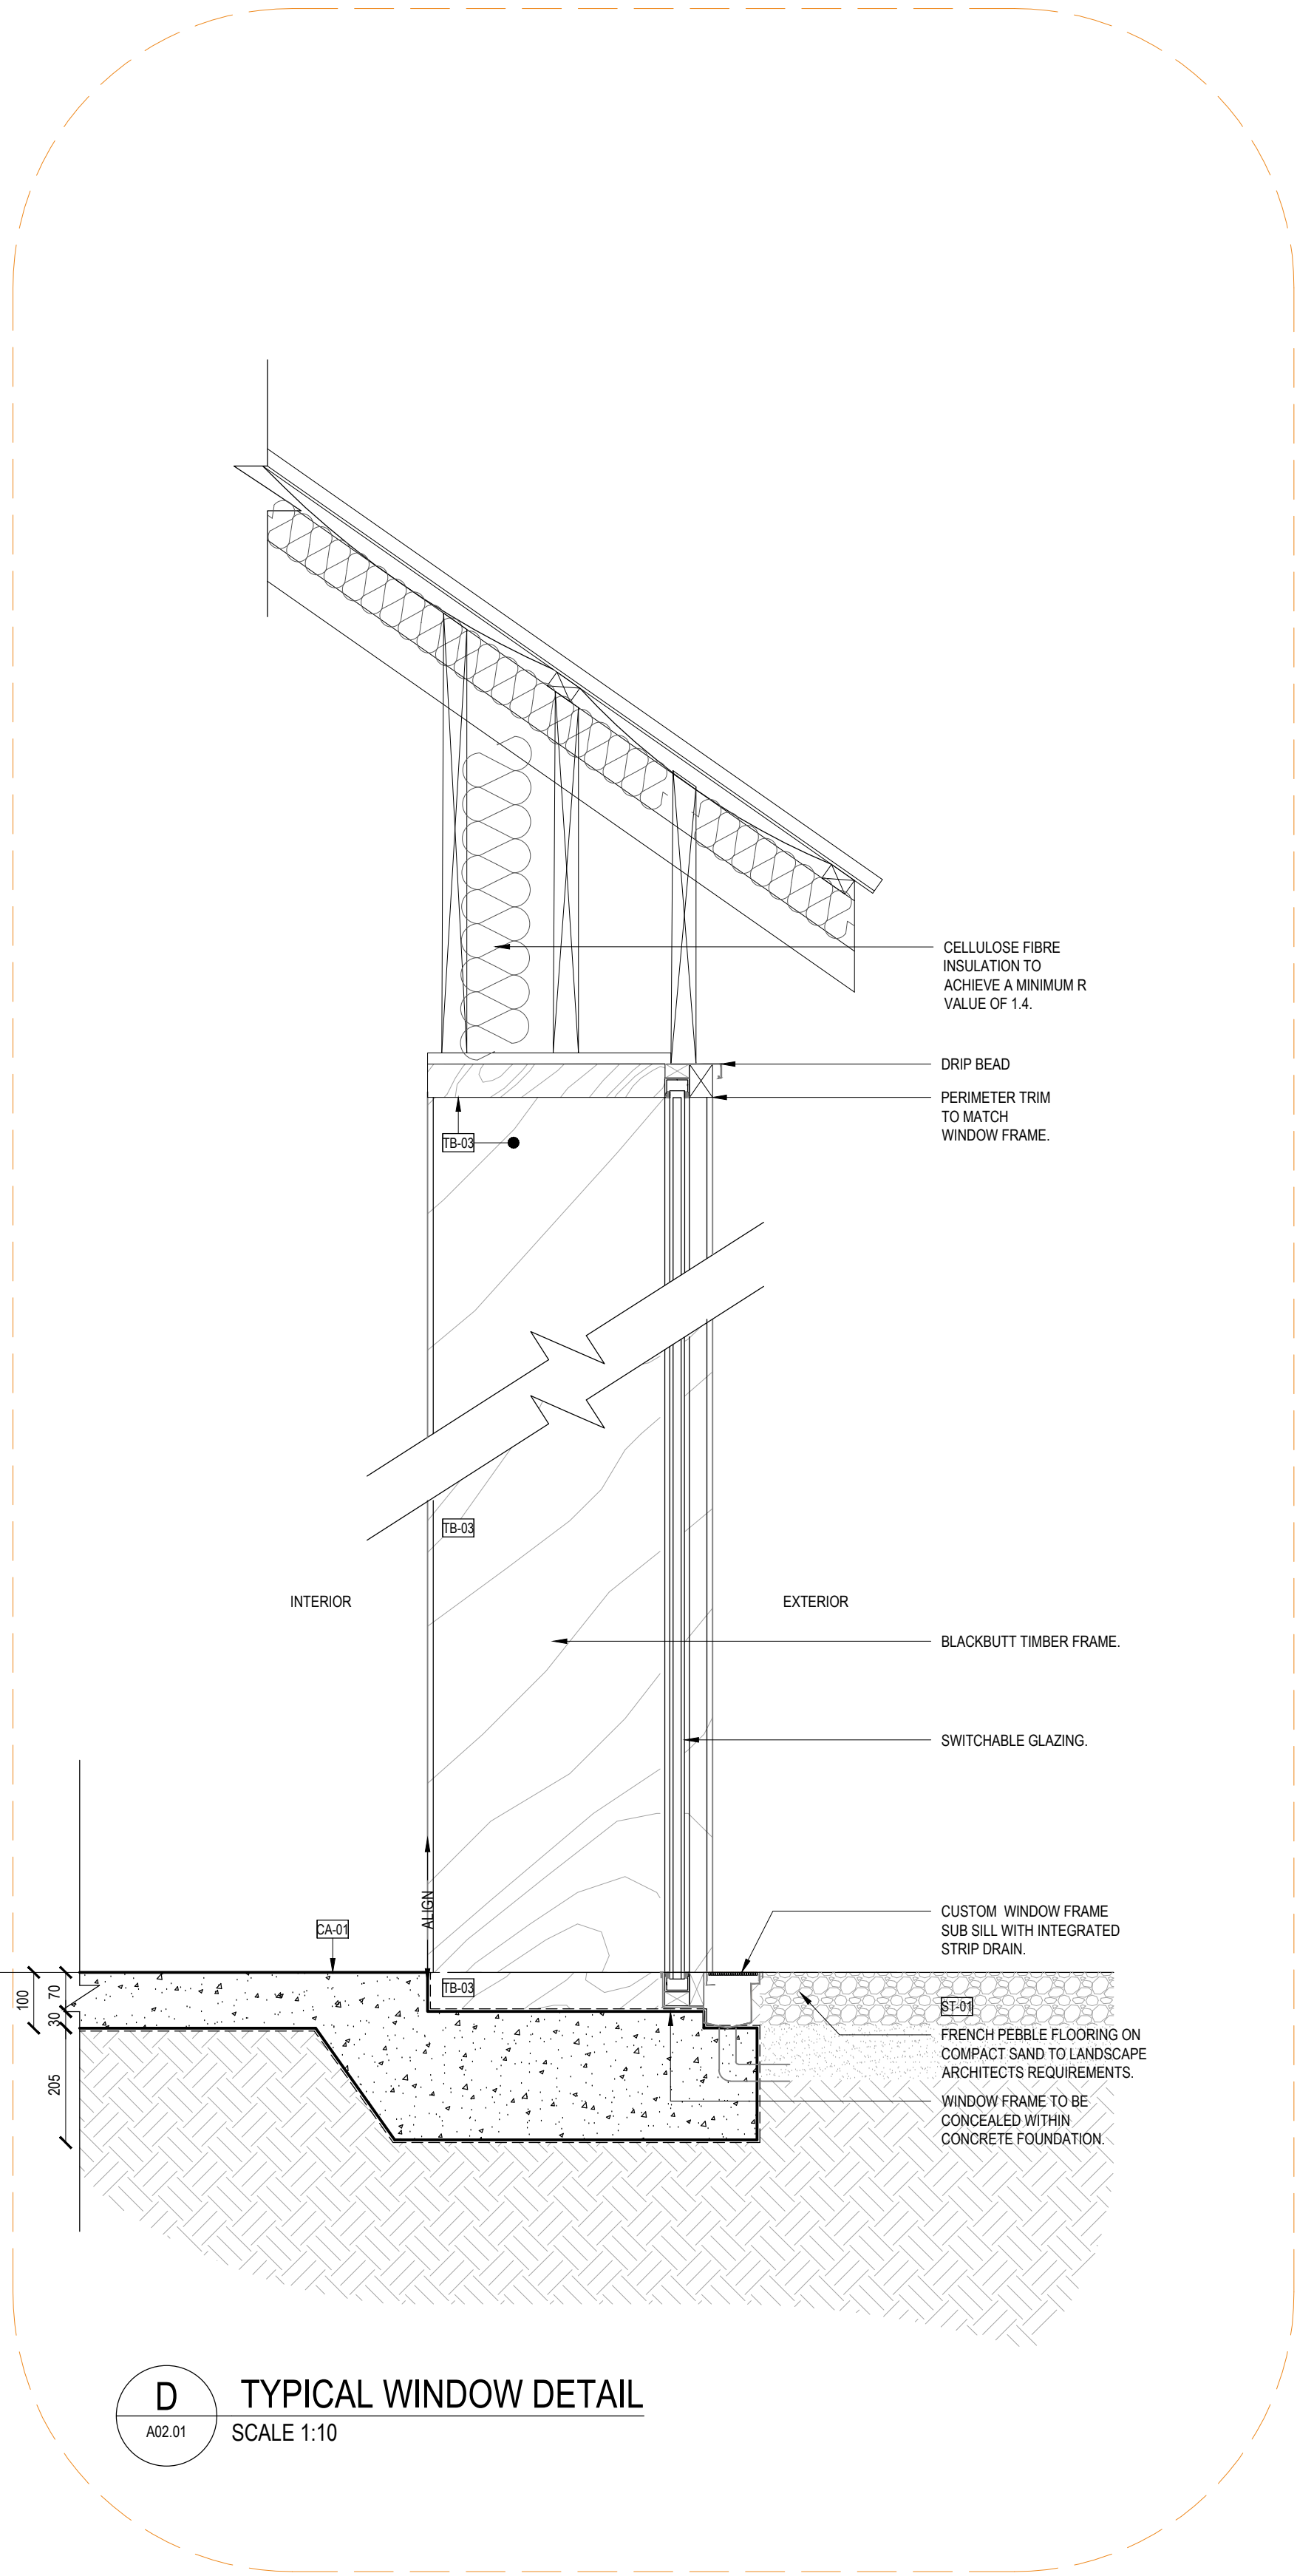 CELLULOSE FIBRE
INSULATION TO
ACHIEVE A MINIMUM R
VALUE OF 1.4.
DRIP BEAD
PERIMETER TRIM
TO MATCH
WINDOW FRAME.
TB-03
TB-03
INTERIOR
EXTERIOR
BLACKBUTT TIMBER FRAME.
SWITCHABLE GLAZING.
ALIGN
CA-01
CUSTOM WINDOW FRAME
SUB SILL WITH INTEGRATED
STRIP DRAIN.
TB-03
100
70
30
205
ST-01
FRENCH PEBBLE FLOORING ON
COMPACT SAND TO LANDSCAPE
ARCHITECTS REQUIREMENTS.
WINDOW FRAME TO BE
CONCEALED WITHIN
CONCRETE FOUNDATION.
D
A02.01
TYPICAL WINDOW DETAIL
SCALE 1:10